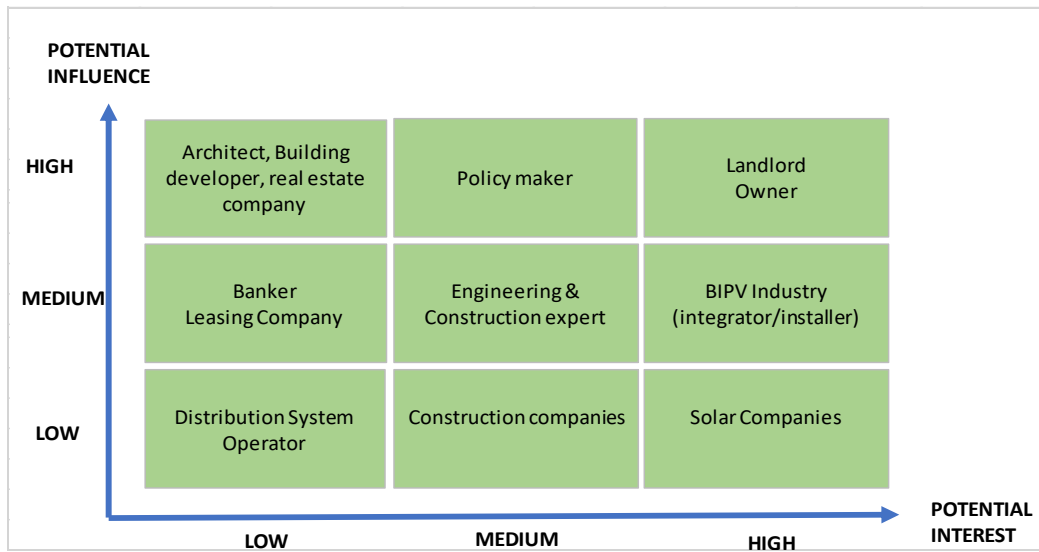 POTENTIAL
INFLUENCE
HIGH
Architect, Building
developer, real estate
company
Policy maker
Landlord
Owner
MEDIUM
Banker
Leasing Company
Engineering &
Construction expert
BIPV Industry
(integrator/installer)
LOW
Distribution System
Operator
Construction companies
Solar Companies
LOW
MEDIUM
HIGH
POTENTIAL
INTEREST